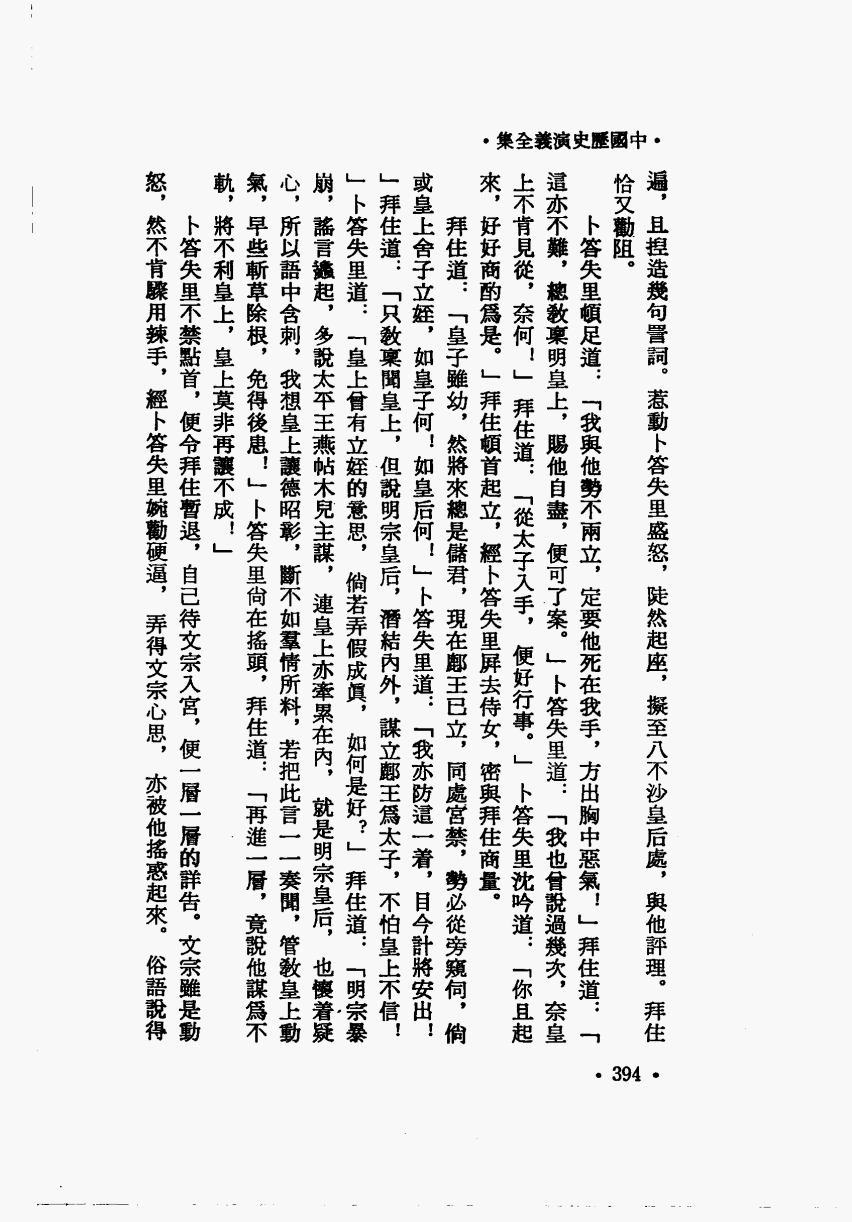 •中國歷史演義全集•
遍，且揑造幾句詈詞。惹動卜答失里盛怒，陡然起座，擬至八不沙皇后處，與他評理。拜住
恰又勸阻。
卜答失里頓足道：「我與他勢不兩立，定要他死在我手，方出胸中惡氣！」拜住道：「
這亦不難，總敎稟明皇上，賜他自盡，便可了案。」卜答失里道：「我也曾說過幾次，奈皇
上不肯見從，奈何！」拜住道：「從太子入手，便好行事。」卜答失里沈吟道：「你且起
來，好好商酌爲是。」拜住頓首起立，經卜答失里屛去侍女，密與拜住商量。
拜住道：「皇子雖幼，然將來總是儲君，現在鄜王已立，同處宮禁，勢必從旁窺伺，倘
或皇上舍子立姪，如皇子何！如皇后何！」卜答失里道：「我亦防這一着，目今計將安出！
」拜住道：「只敎稟聞皇上，但說明宗皇后，潛結內外，謀立鄜王爲太子，不怕皇上不信！
」卜答失里道：「皇上曾有立姪的意思，倘若弄假成眞，如何是好？」拜住道：「明宗暴
崩，謠言蠭起，多說太平王燕帖木兒主謀，連皇上亦牽累在內，就是明宗皇后，也懷着疑
心，所以語中含刺，我想皇上讓德昭彰，斷不如羣情所料，若把此言一一奏聞，管敎皇上動
氣，早些斬草除根，免得後患！」卜答失里尙在搖頭，拜住道：「再進一層，竟說他謀爲不
軌，將不利皇上，皇上莫非再讓不成！」
卜答失里不禁點首，便令拜住暫退，自己待文宗入宮，便一層一層的詳告。文宗雖是動
怒，然不肯驟用辣手，經卜答失里婉勸硬逼，弄得文宗心思，亦被他搖惑起來。俗語說得
•394•